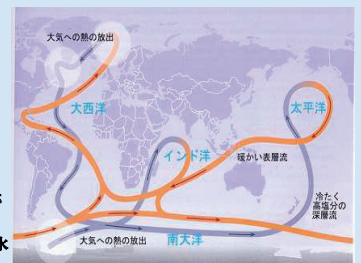 大気への熱の放出
大西洋
太平洋
インド洋
暖かい表層流
冷たく
高塩分の
深層流
水
大気への熱の放出
南大洋